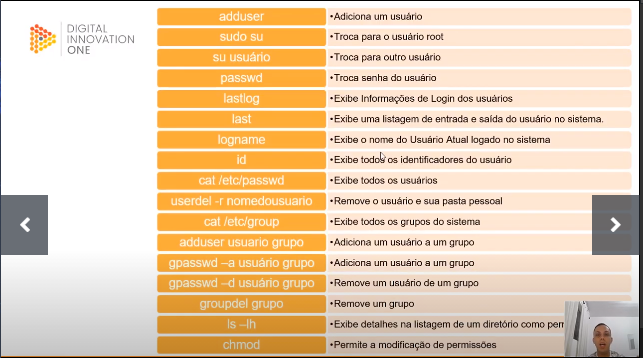 DIGITAL
INNOVATION
ONE
adduser •Adiciona um usuário
sudo su •Troca para o usuário root
su usuário •Troca para outro usuário
passwd •Troca senha do usuário
lastlog •Exibe Informações de Login dos usuários
last •Exibe uma listagem de entrada e saída do usuário no sistema.
logname •Exibe o nome do Usuário Atual logado no sistema
id •Exibe todos os identificadores do usuário
cat /etc/passwd •Exibe todos os usuários
userdel -r nomedousuario •Remove o usuário e sua pasta pessoal
cat /etc/group •Exibe todos os grupos do sistema
adduser usuario grupo •Adiciona um usuário a um grupo
gpasswd –a usuário grupo •Adiciona um usuário a um grupo
gpasswd –d usuário grupo •Remove um usuário de um grupo
groupdel grupo •Remove um grupo
ls –lh •Exibe detalhes na listagem de um diretório como
chmod •Permite a modificação de permissões